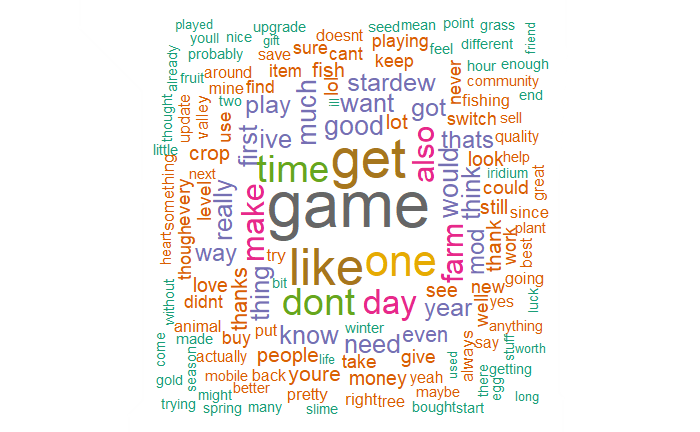 played
youll nice upgrade doesnt seed mean point grass
probably gift sure cant playing feel different friend
already save item fish keep hour enough
around lol stardew never community
fruit mine find ill want got fishing end
thought update valley two use first play much good lot also switch sell
little crop ive time get thats quality
next would look help
something every really game think could iridium great
heart though level make still since
way try like one farm mod thank work plant best
without love thanks thing bit dont day see new well going
didnt year yes luck
animal put know winter need even anything
come made buy always say stuff worth
actually people life take give used there getting
gold season mobile back youre money yeah egg
might better pretty right tree maybe long
trying spring many slime bought start